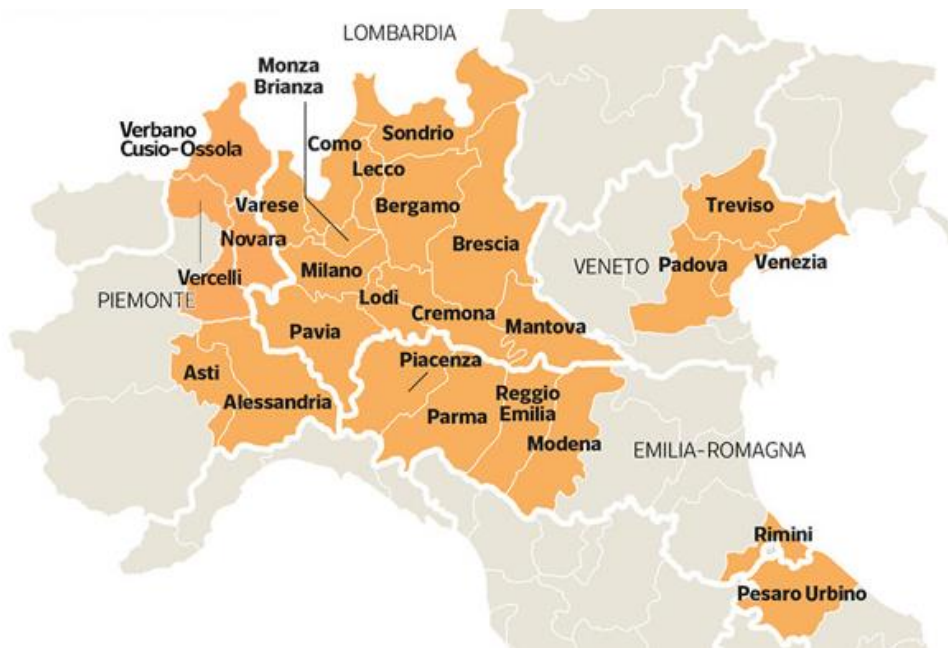 LOMBARDIA
Monza
Brianza
Verbano
Cusio-Ossola
Como
Sondrio
Lecco
Varese
Bergamo
Treviso
Novara
Brescia
Milano
VENETO
Padova
Venezia
Vercelli
PIEMONTE
Lodi
Cremona
Pavia
Mantova
Piacenza
Asti
Alessandria
Parma
Reggio
Emilia
Modena
EMILIA-ROMAGNA
Rimini
Pesaro Urbino